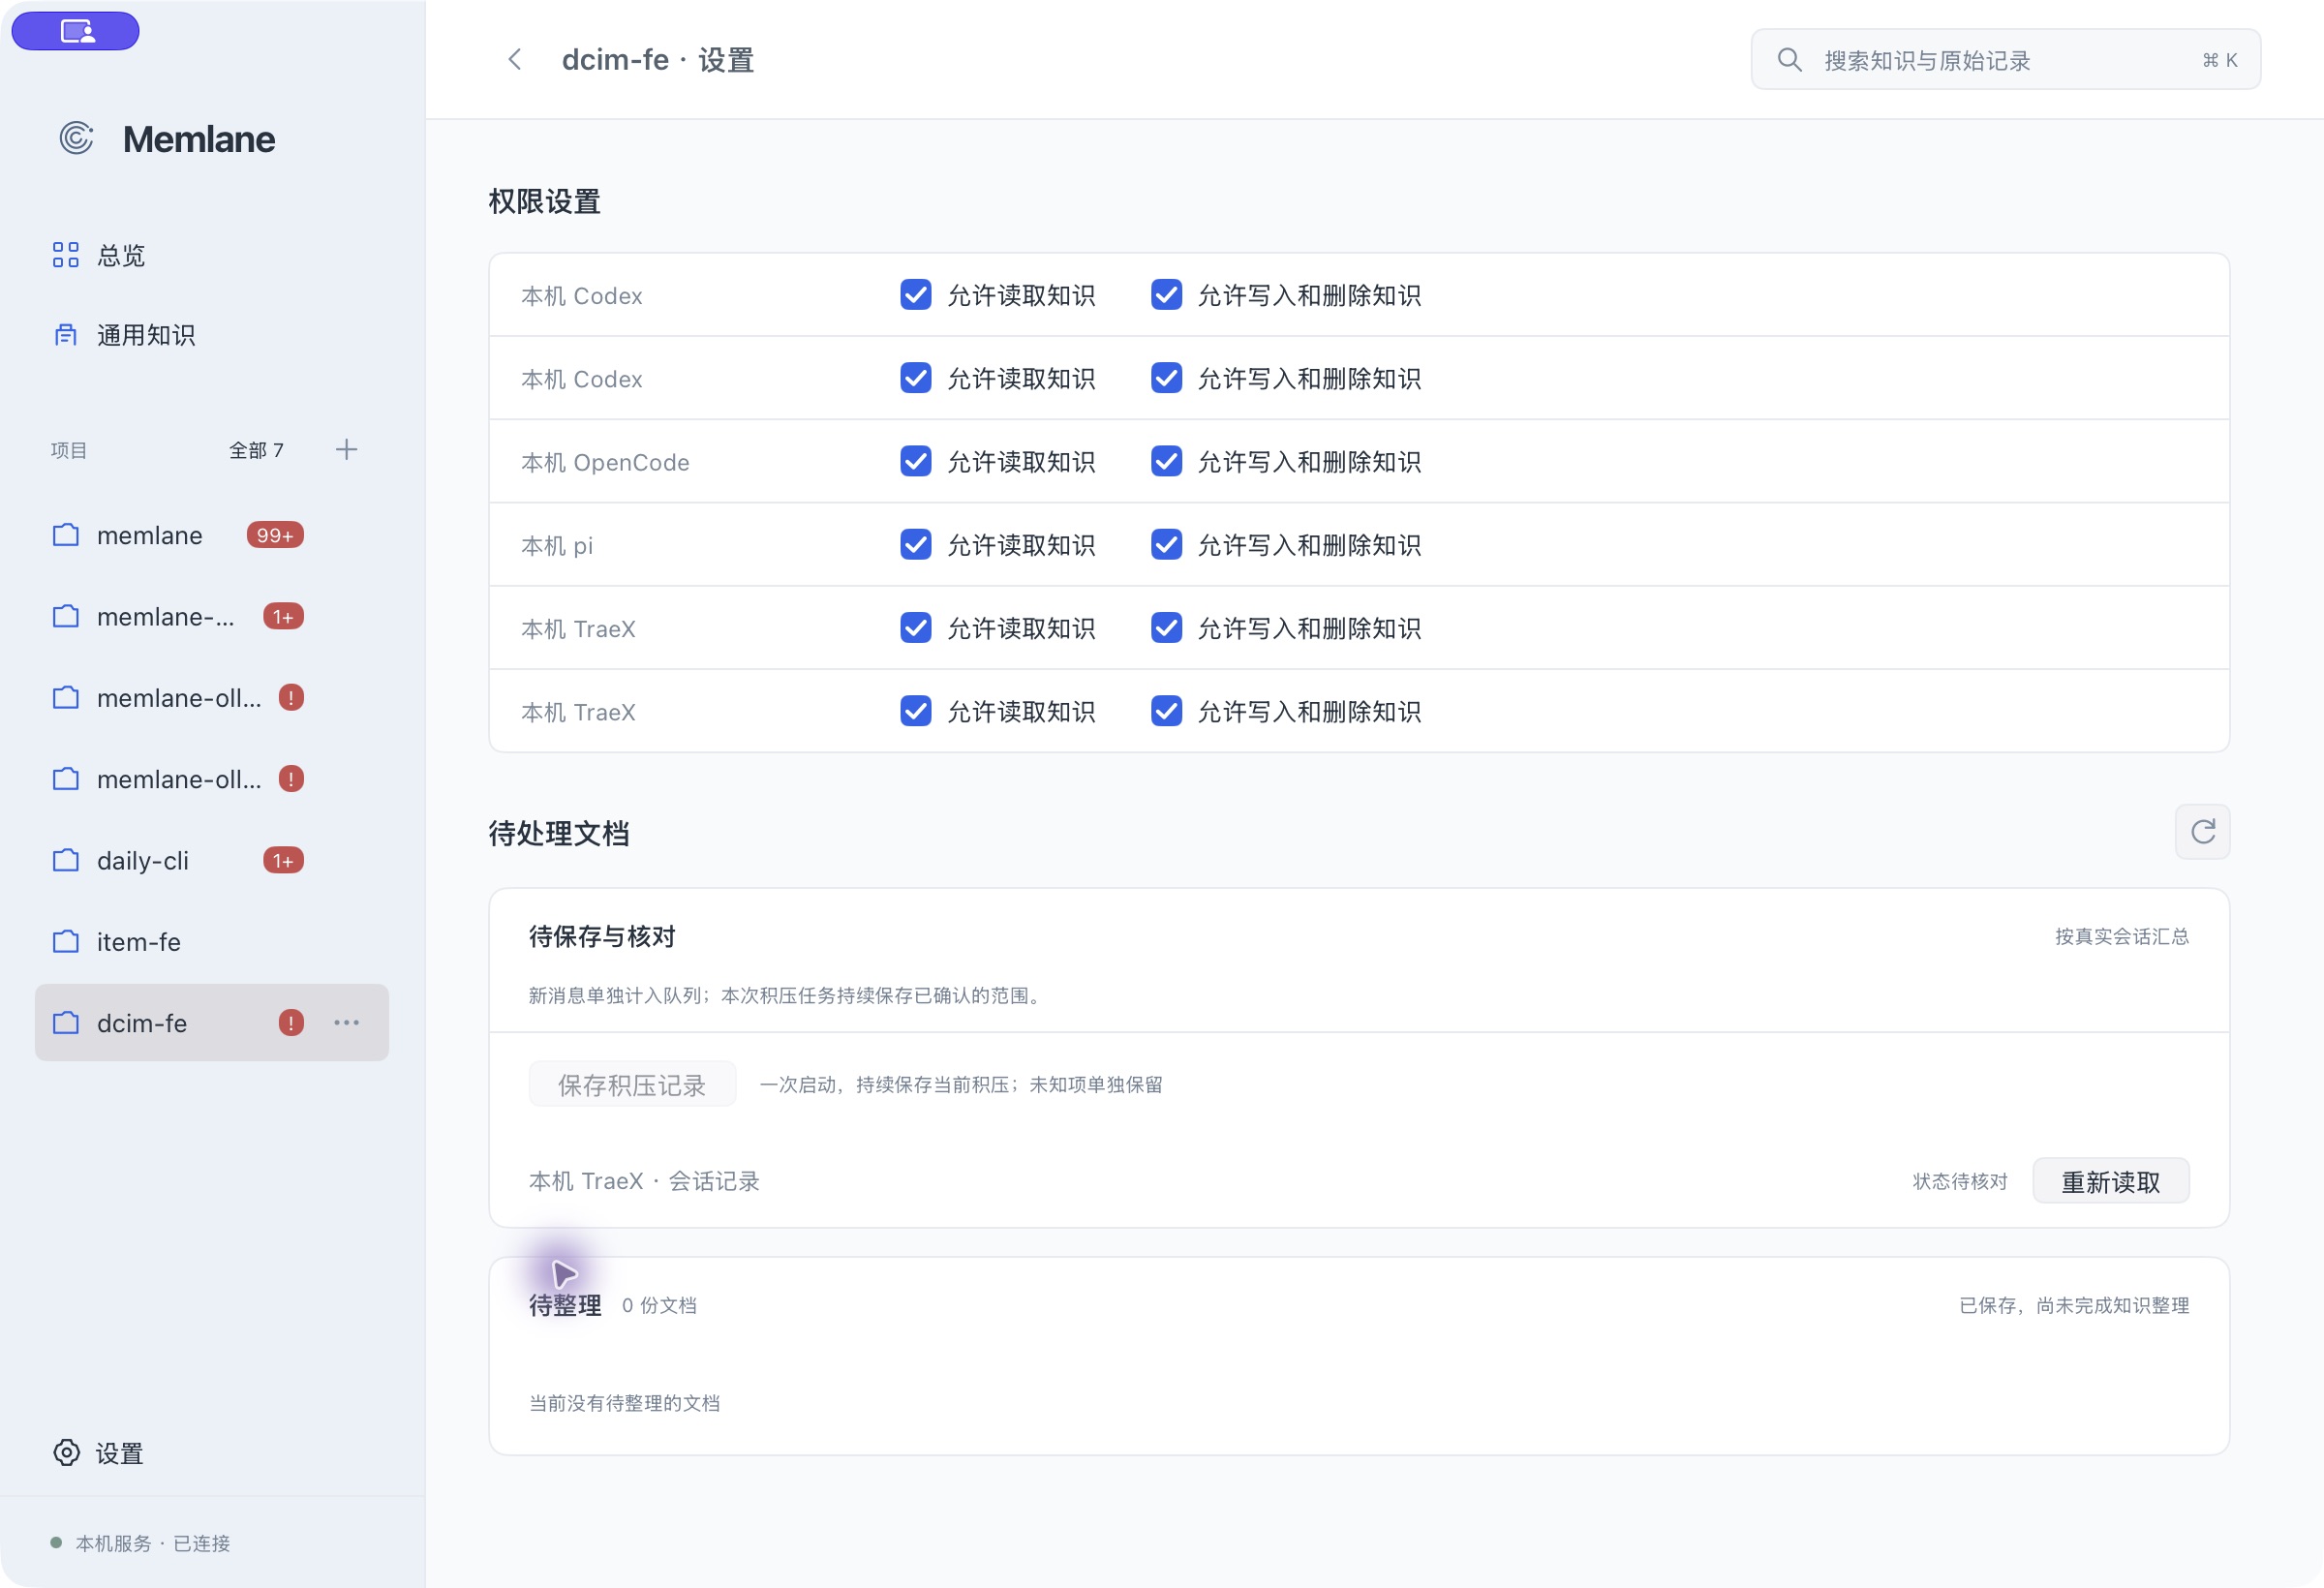 Memlane
总览
通用知识
项目 全部 7
memlane 99+
memlane-... 1+
memlane-oll... !
memlane-oll... !
daily-cli 1+
item-fe
dcim-fe !
设置
本机服务 · 已连接
dcim-fe · 设置
搜索知识与原始记录 ⌘ K
权限设置
本机 Codex 允许读取知识 允许写入和删除知识
本机 Codex 允许读取知识 允许写入和删除知识
本机 OpenCode 允许读取知识 允许写入和删除知识
本机 pi 允许读取知识 允许写入和删除知识
本机 TraeX 允许读取知识 允许写入和删除知识
本机 TraeX 允许读取知识 允许写入和删除知识
待处理文档
待保存与核对 按真实会话汇总
新消息单独计入队列；本次积压任务持续保存已确认的范围。
保存积压记录 一次启动，持续保存当前积压；未知项单独保留
本机 TraeX · 会话记录 状态待核对 重新读取
待整理 0 份文档 已保存，尚未完成知识整理
当前没有待整理的文档